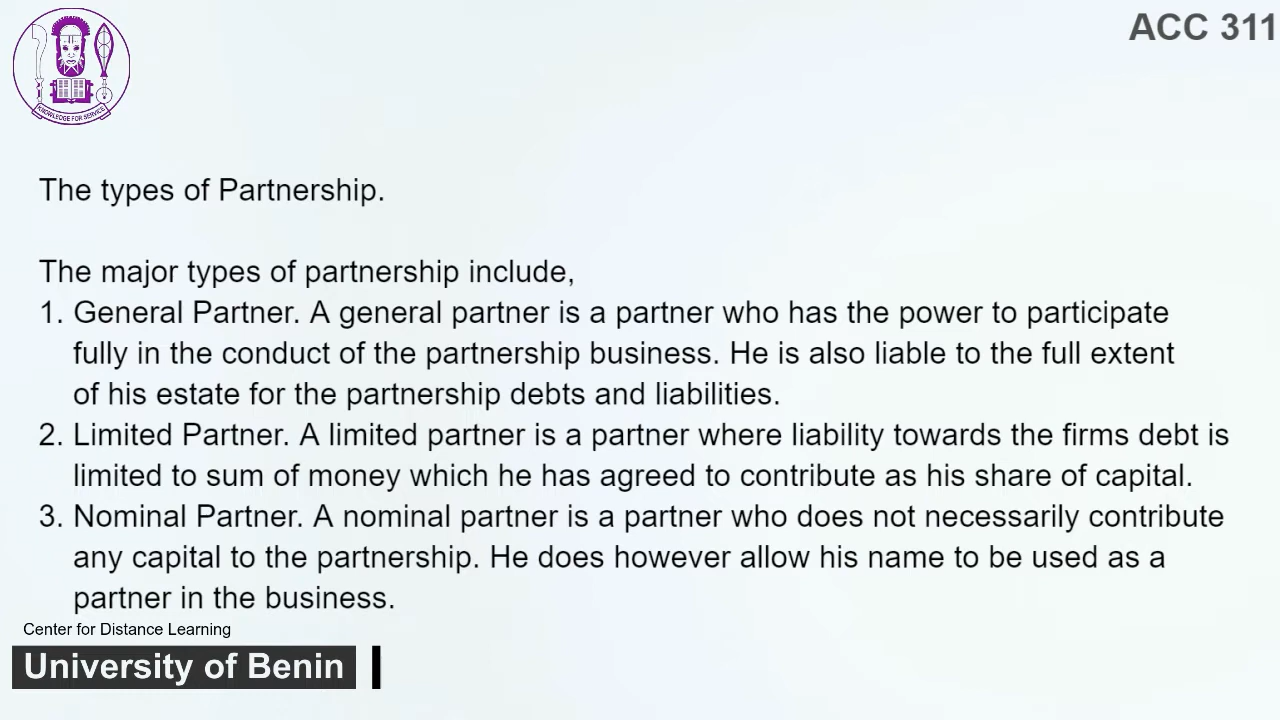 ACC 311
KNOWLEDGE FOR SERVICE
The types of Partnership.
The major types of partnership include,
1. General Partner. A general partner is a partner who has the power to participate
fully in the conduct of the partnership business. He is also liable to the full extent
of his estate for the partnership debts and liabilities.
2. Limited Partner. A limited partner is a partner where liability towards the firms debt is
limited to sum of money which he has agreed to contribute as his share of capital.
3. Nominal Partner. A nominal partner is a partner who does not necessarily contribute
any capital to the partnership. He does however allow his name to be used as a
partner in the business.
Center for Distance Learning
University of Benin